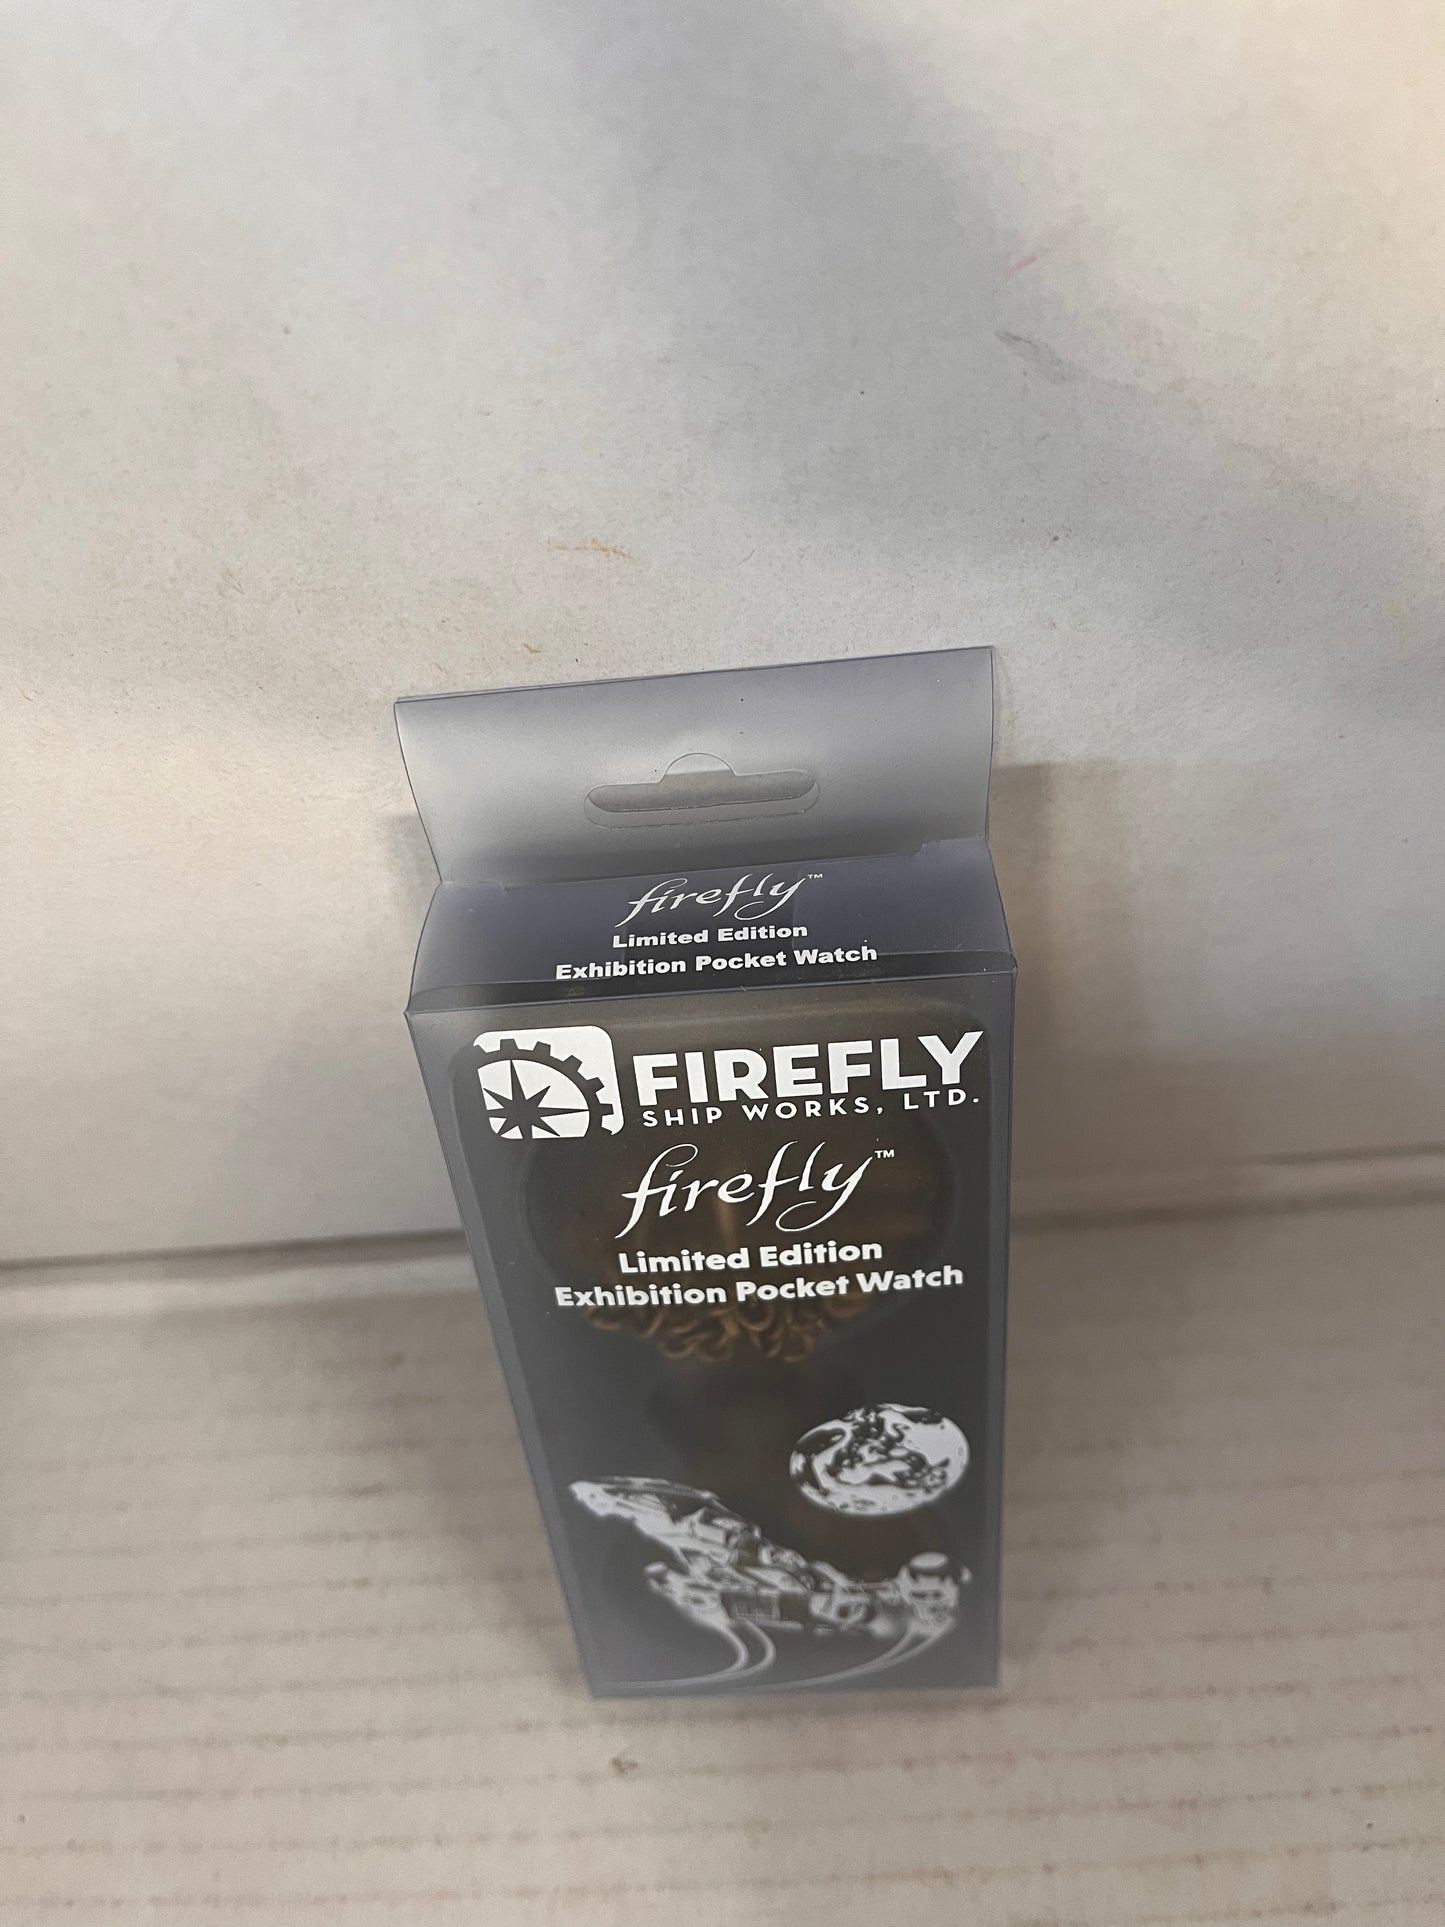 firefly™
Limited Edition
Exhibition Pocket Watch
FIREFLY
SHIP WORKS, LTD.
firefly™
Limited Edition
Exhibition Pocket Watch